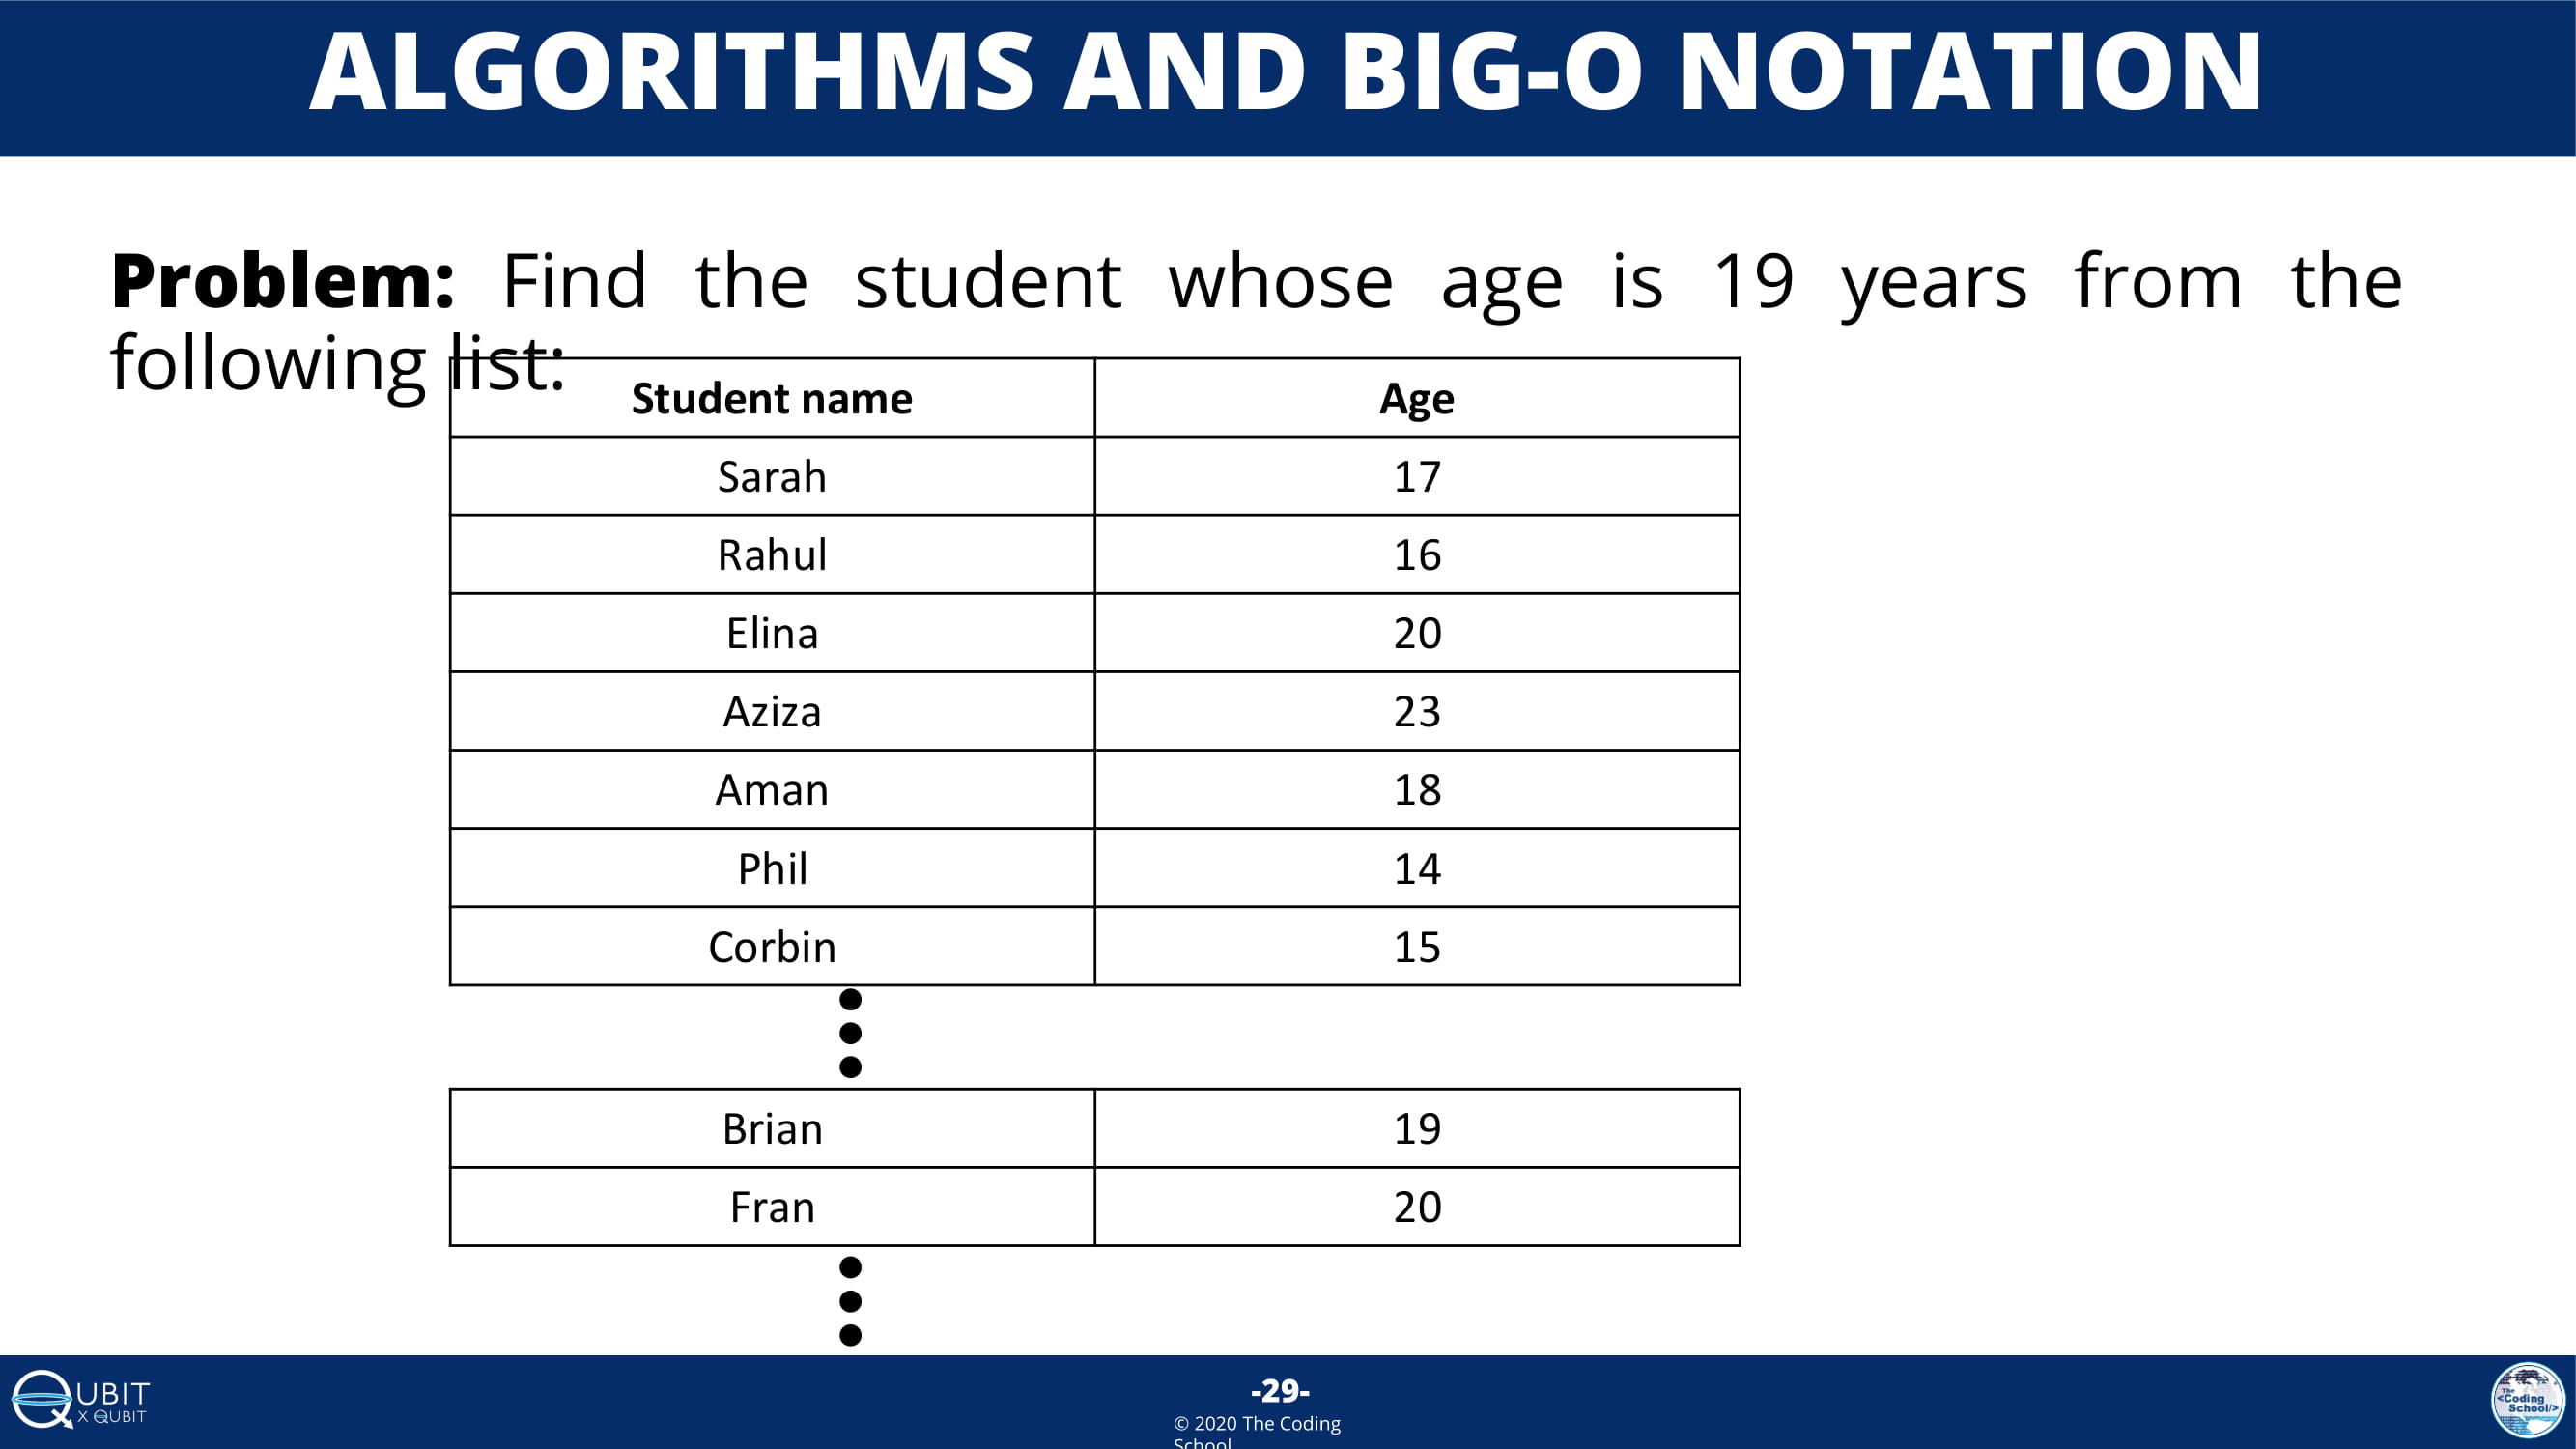 ALGORITHMS AND BIG-O NOTATION
Problem: Find the student whose age is 19 years from the
following list:
Student name Age
Sarah 17
Rahul 16
Elina 20
Aziza 23
Aman 18
Phil 14
Corbin 15
Brian 19
Fran 20
QUBIT
X QUBIT
-29-
© 2020 The Coding
School
The
<Coding
School/>